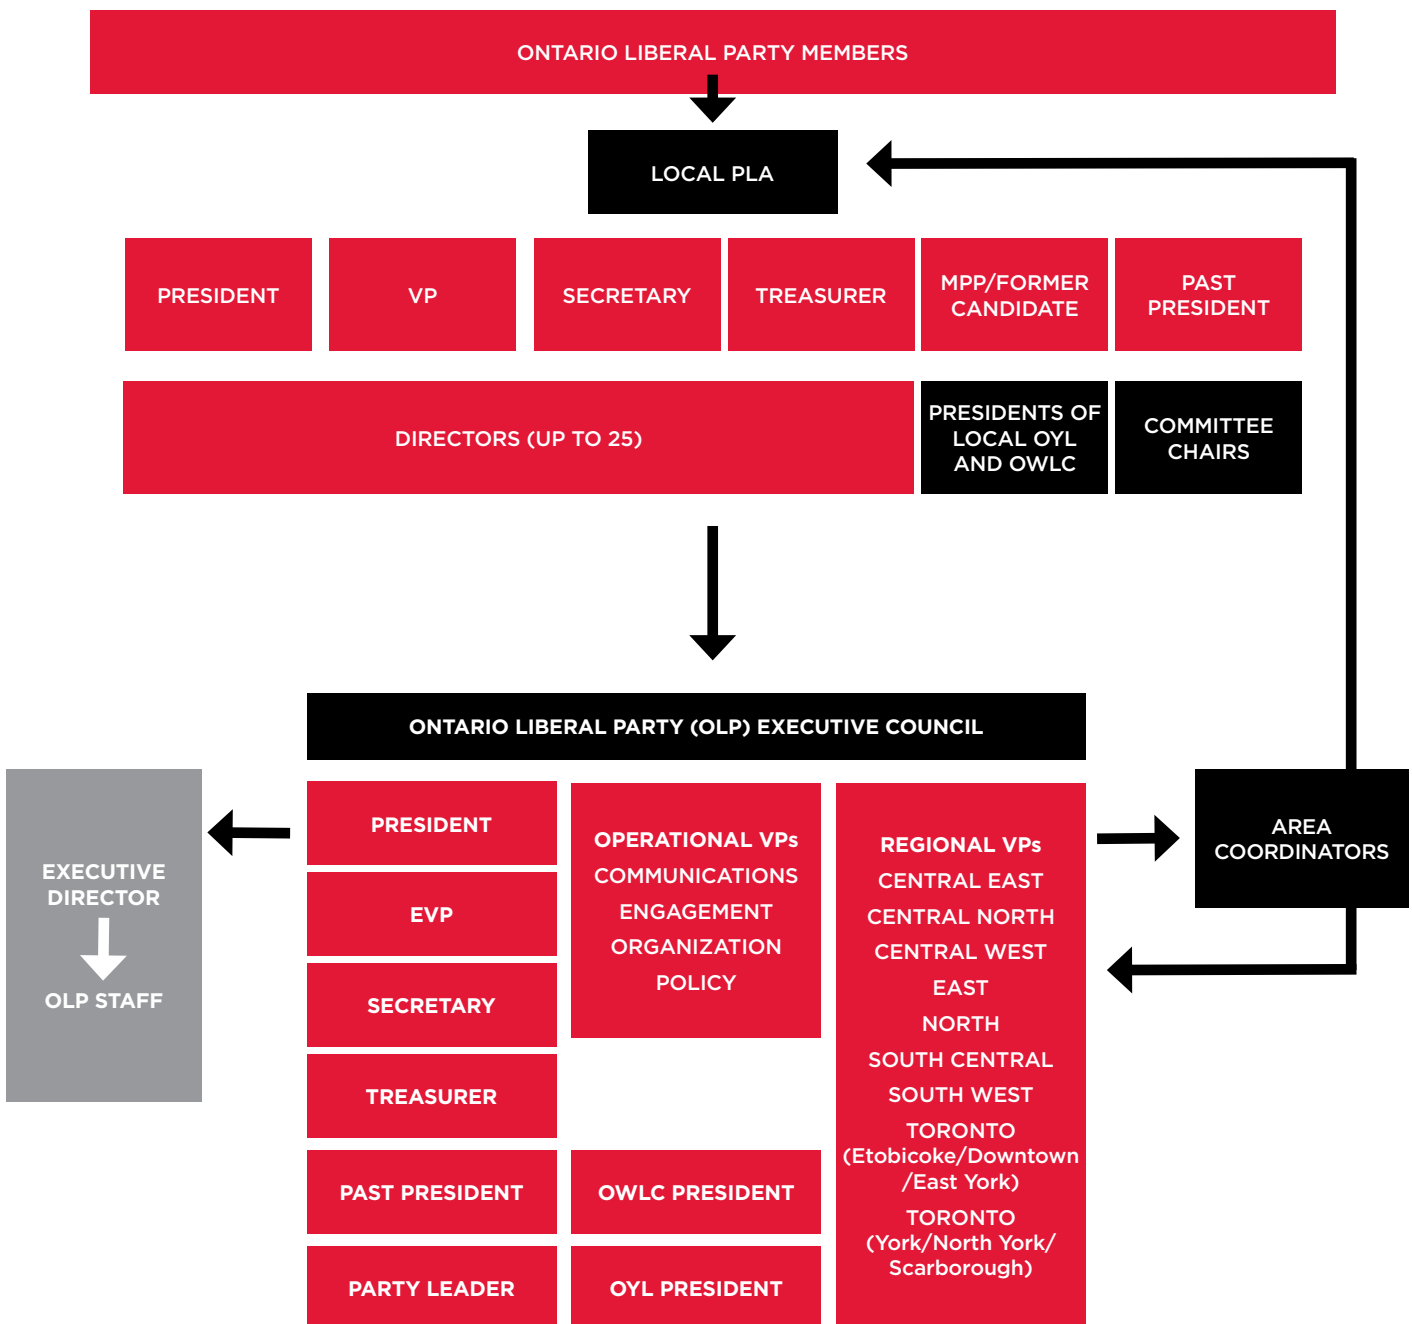 ONTARIO LIBERAL PARTY MEMBERS
LOCAL PLA
PRESIDENT
VP
SECRETARY
TREASURER
MPP/FORMER
CANDIDATE
PAST
PRESIDENT
DIRECTORS (UP TO 25)
PRESIDENTS OF
LOCAL OYL
AND OWLC
COMMITTEE
CHAIRS
ONTARIO LIBERAL PARTY (OLP) EXECUTIVE COUNCIL
EXECUTIVE
DIRECTOR
OLP STAFF
PRESIDENT
EVP
SECRETARY
TREASURER
PAST PRESIDENT
PARTY LEADER
OPERATIONAL VPs
COMMUNICATIONS
ENGAGEMENT
ORGANIZATION
POLICY
OWLC PRESIDENT
OYL PRESIDENT
REGIONAL VPs
CENTRAL EAST
CENTRAL NORTH
CENTRAL WEST
EAST
NORTH
SOUTH CENTRAL
SOUTH WEST
TORONTO
(Etobicoke/Downtown
/East York)
TORONTO
(York/North York/
Scarborough)
AREA
COORDINATORS